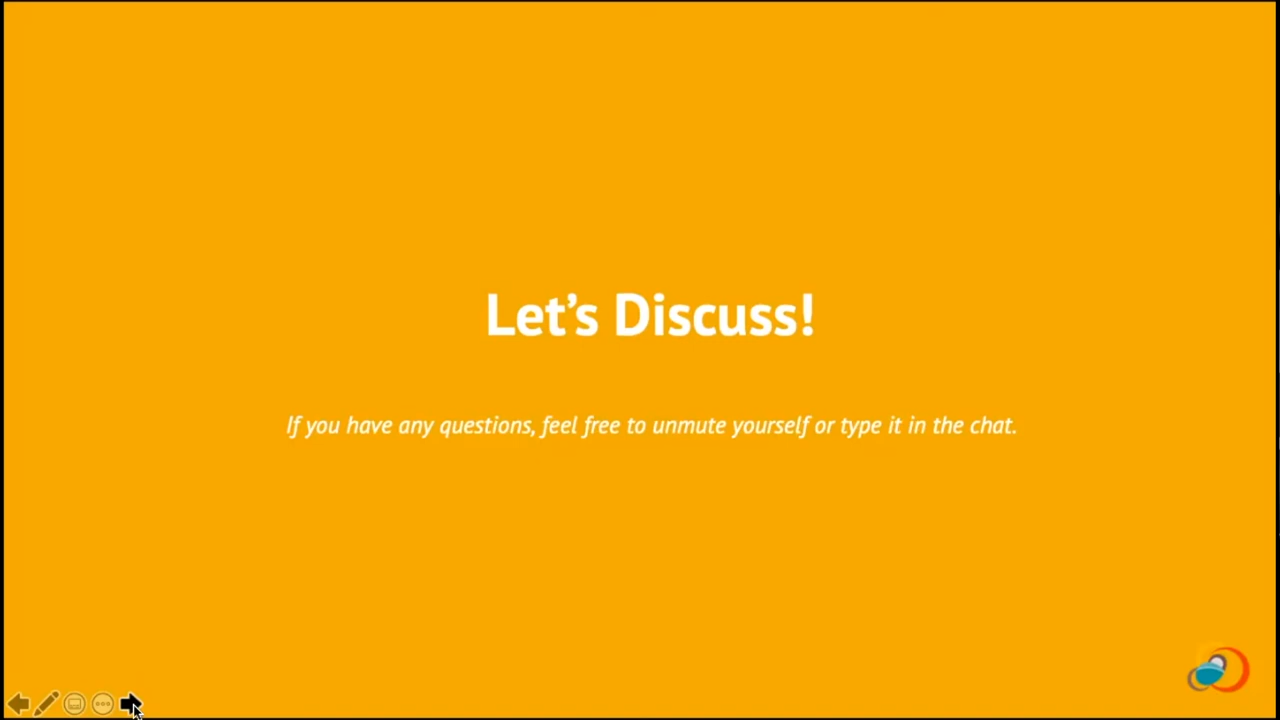 Let’s Discuss!
If you have any questions, feel free to unmute yourself or type it in the chat.